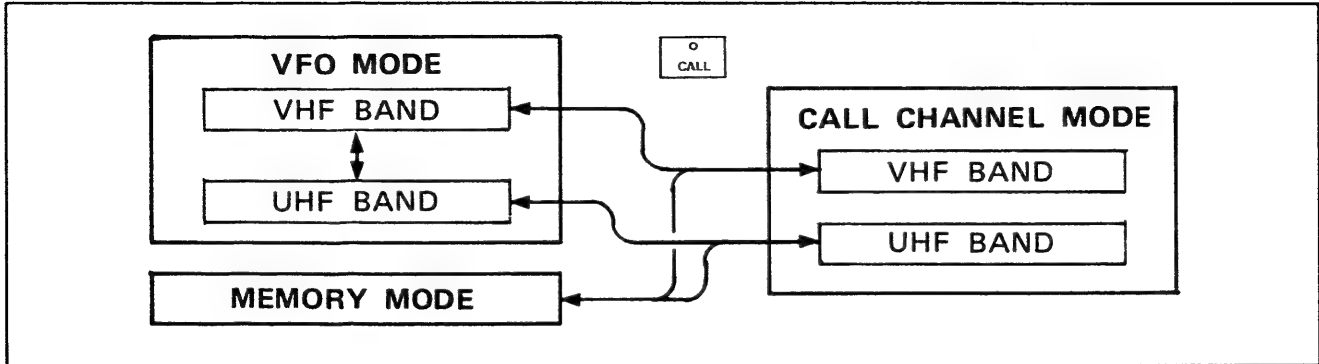 VFO MODE
VHF BAND
UHF BAND
MEMORY MODE
CALL
CALL CHANNEL MODE
VHF BAND
UHF BAND